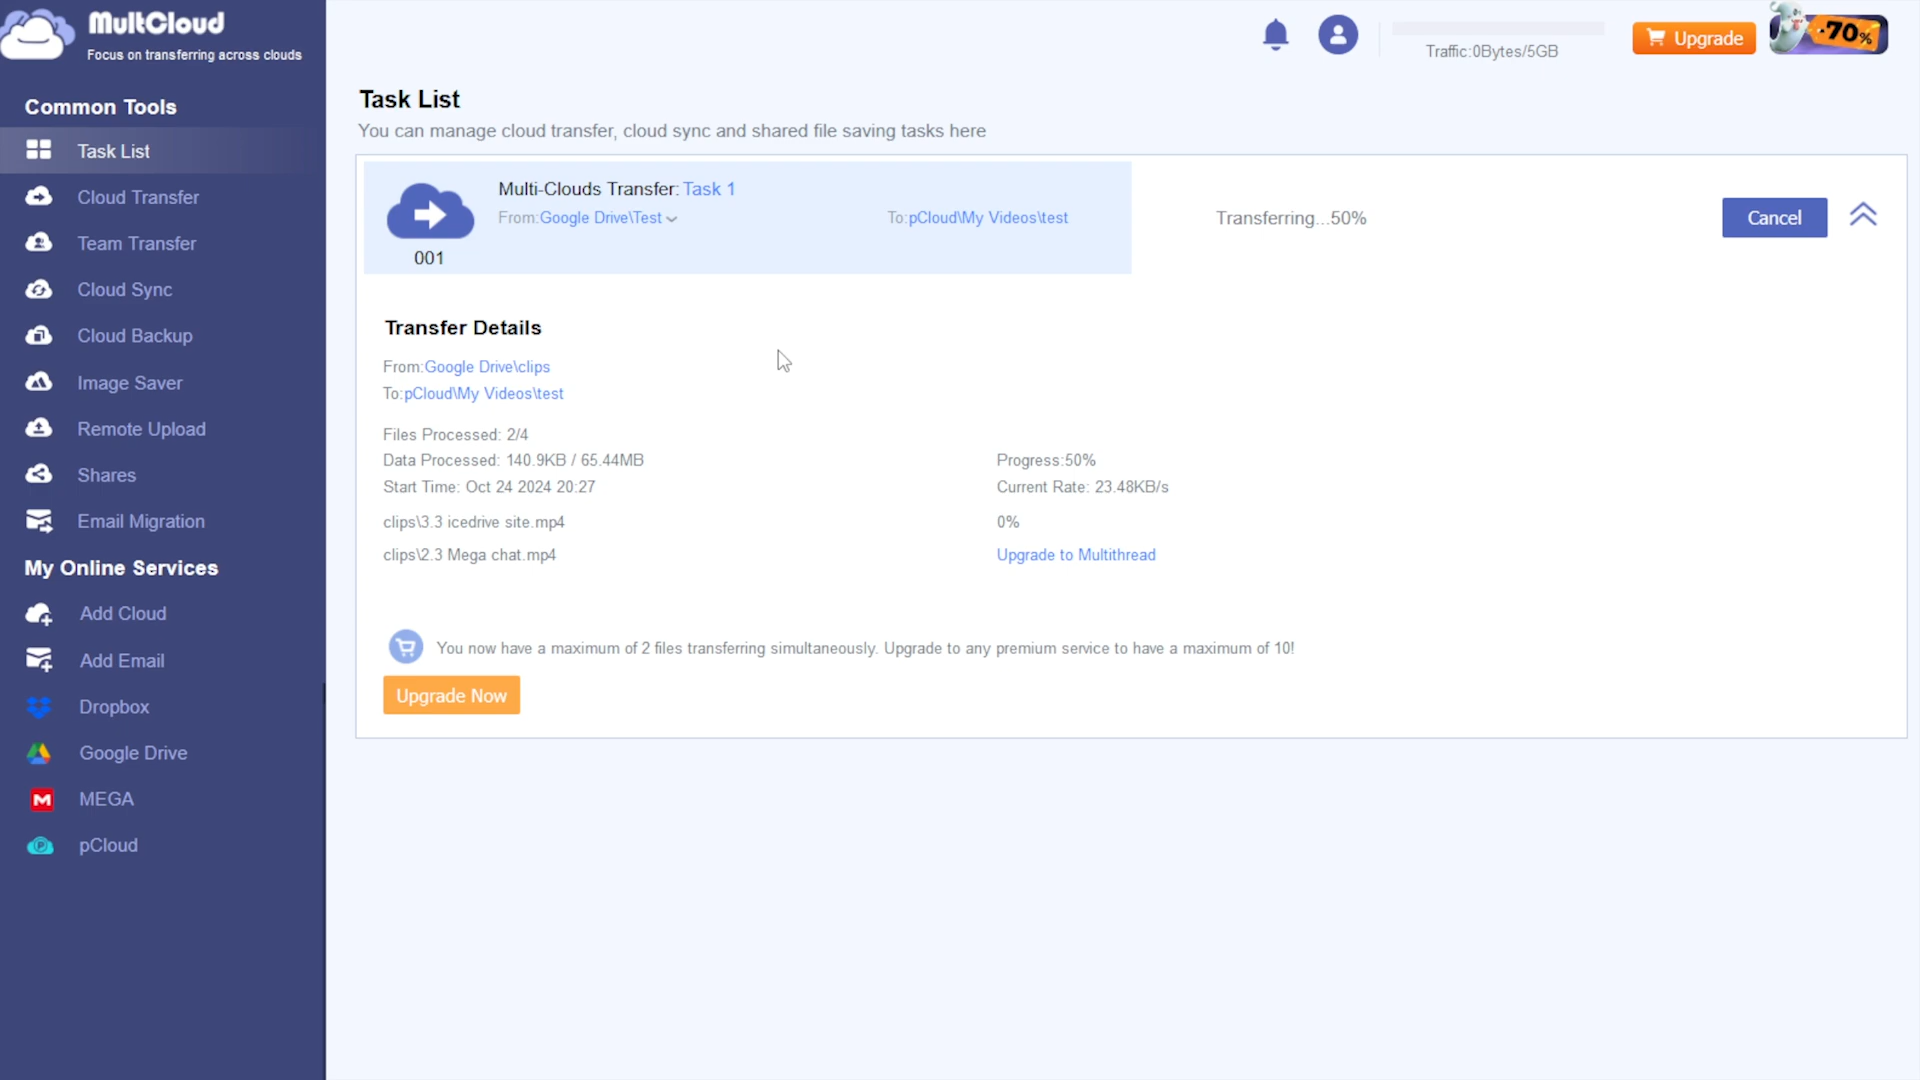 MultCloud
Focus on transferring across clouds
Common Tools
Task List
Cloud Transfer
Team Transfer
Cloud Sync
Cloud Backup
Image Saver
Remote Upload
Shares
Email Migration
My Online Services
Add Cloud
Add Email
Dropbox
Google Drive
MEGA
pCloud
Traffic:0Bytes/5GB
Upgrade
-70%
Task List
You can manage cloud transfer, cloud sync and shared file saving tasks here
001
Multi-Clouds Transfer: Task 1
From:Google Drive\Test
To:pCloud\My Videos\test
Transferring...50%
Cancel
Transfer Details
From:Google Drive\clips
To:pCloud\My Videos\test
Files Processed: 2/4
Data Processed: 140.9KB / 65.44MB
Progress:50%
Start Time: Oct 24 2024 20:27
Current Rate: 23.48KB/s
clips\3.3 icedrive site.mp4
0%
clips\2.3 Mega chat.mp4
Upgrade to Multithread
You now have a maximum of 2 files transferring simultaneously. Upgrade to any premium service to have a maximum of 10!
Upgrade Now